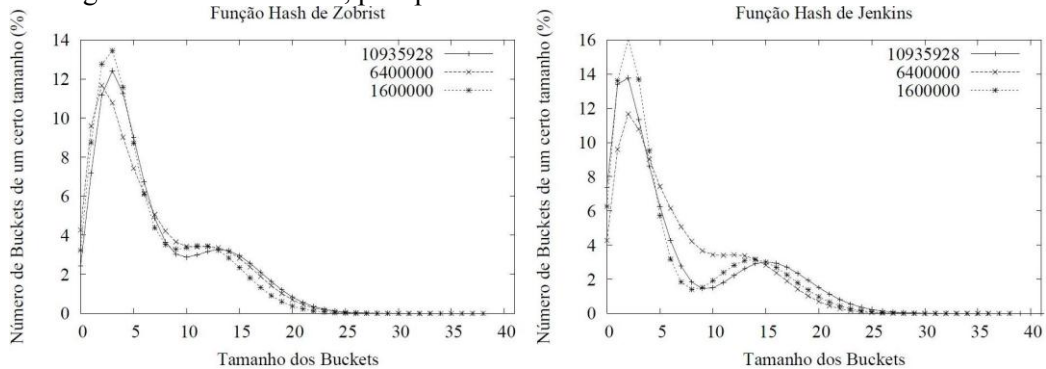 Função Hash de Zobrist
14
12
10
8
6
4
2
0
Número de Buckets de um certo tamanho (%)
10935928
6400000
1600000
0 5 10 15 20 25 30 35 40
Tamanho dos Buckets
Função Hash de Jenkins
16
14
12
10
8
6
4
2
0
Número de Buckets de um certo tamanho (%)
10935928
6400000
1600000
0 5 10 15 20 25 30 35 40
Tamanho dos Buckets